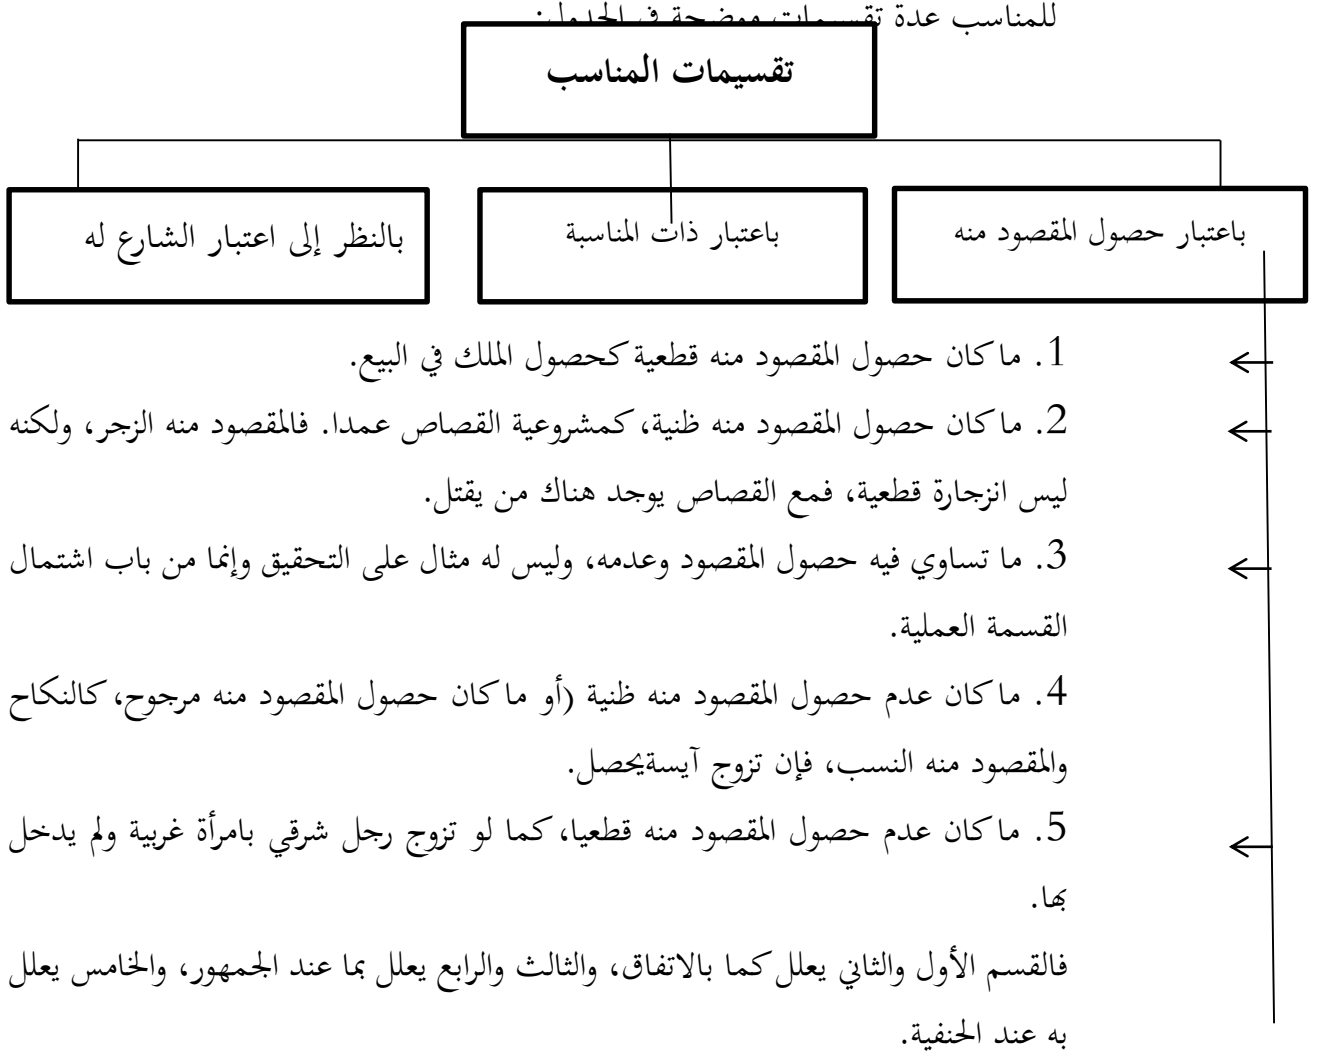 للمناسب عدة تقسيمات موضحة في الجدول:
تقسيمات المناسب
باعتبار حصول المقصود منه
باعتبار ذات المناسبة
بالنظر إلى اعتبار الشارع له
1. ما كان حصول المقصود منه قطعية كحصول الملك في البيع.
2. ما كان حصول المقصود منه ظنية، كمشروعية القصاص عمدا. فالمقصود منه الزجر، ولكنه
ليس انزجارة قطعية، فمع القصاص يوجد هناك من يقتل.
3. ما تساوي فيه حصول المقصود وعدمه، وليس له مثال على التحقيق وإنما من باب اشتمال
القسمة العملية.
4. ما كان عدم حصول المقصود منه ظنية (أو ما كان حصول المقصود منه مرجوح، كالنكاح
والمقصود منه النسب، فإن تزوج آيسةيحصل.
5. ما كان عدم حصول المقصود منه قطعيا، كما لو تزوج رجل شرقي بامرأة غربية ولم يدخل
بها.
فالقسم الأول والثاني يعلل كما بالاتفاق، والثالث والرابع يعلل بما عند الجمهور، والخامس يعلل
به عند الحنفية.